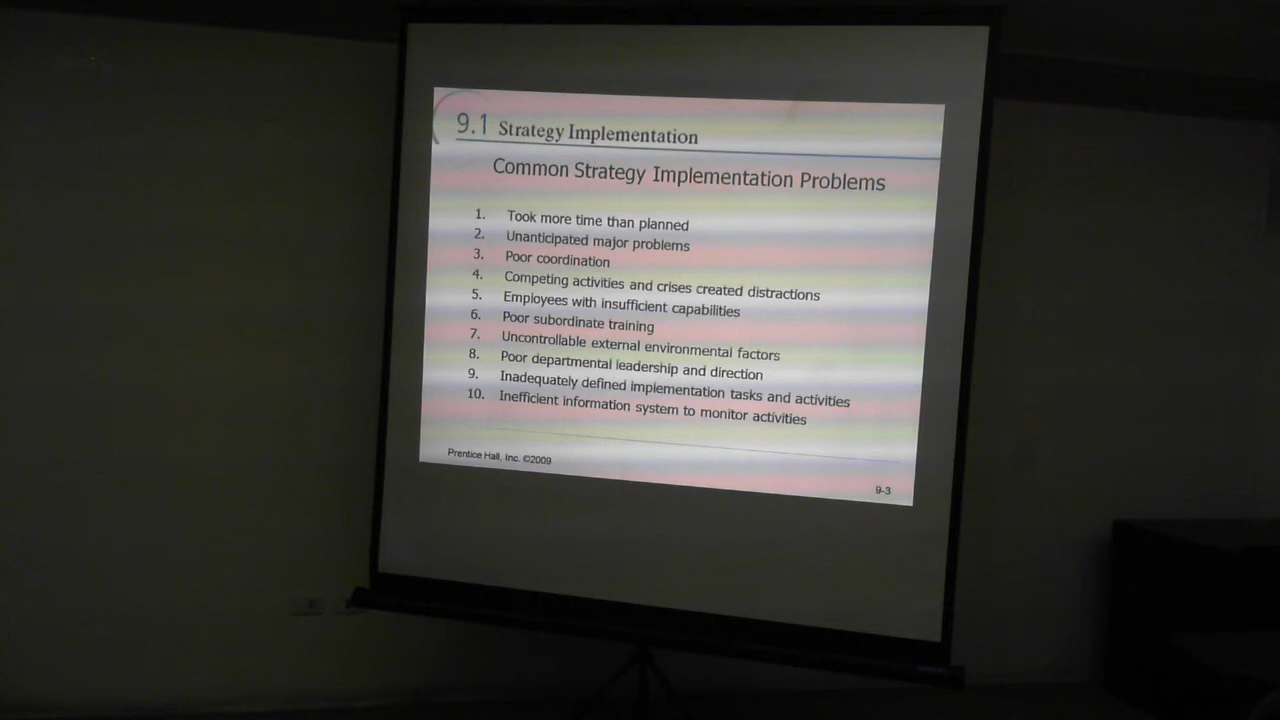 9.1 Strategy Implementation
Common Strategy Implementation Problems
1. Took more time than planned
2. Unanticipated major problems
3. Poor coordination
4. Competing activities and crises created distractions
5. Employees with insufficient capabilities
6. Poor subordinate training
7. Uncontrollable external environmental factors
8. Poor departmental leadership and direction
9. Inadequately defined implementation tasks and activities
10. Inefficient information system to monitor activities
Prentice Hall, Inc. ©2009
9-3